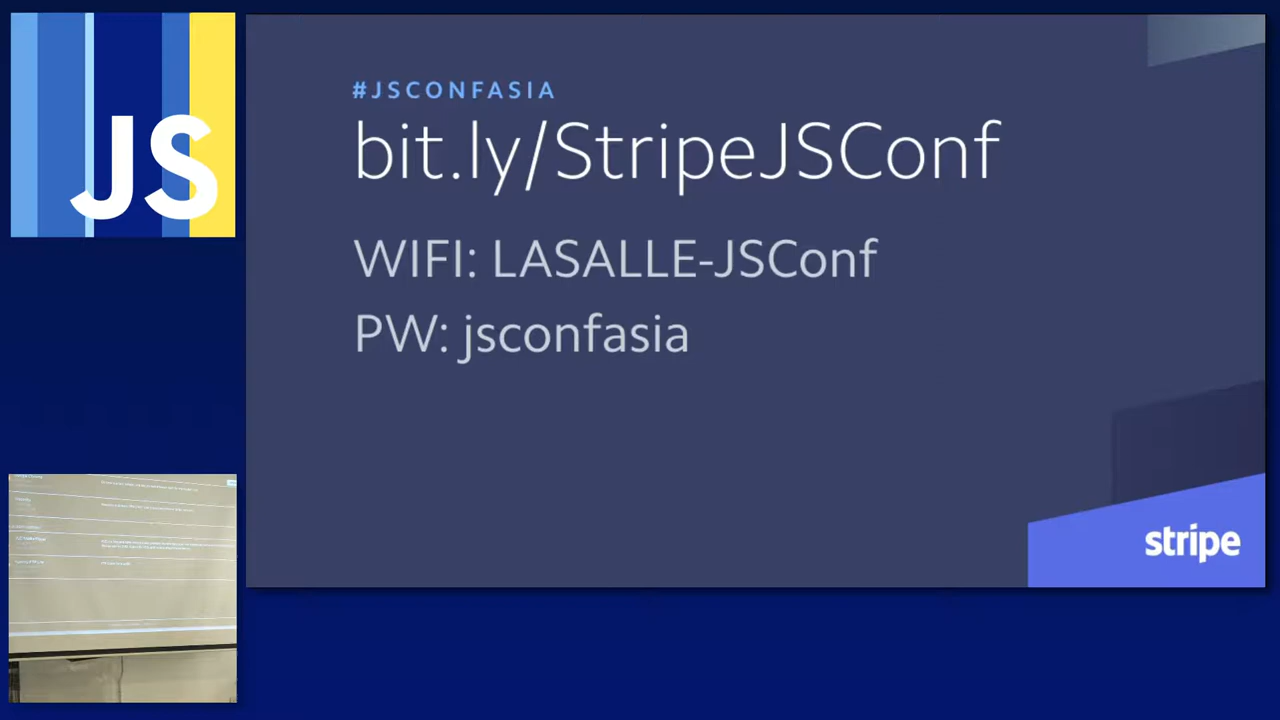 JS
#JSCONFASIA
bit.ly/StripeJSConf
WIFI: LASALLE-JSConf
PW: jsconfasia
stripe